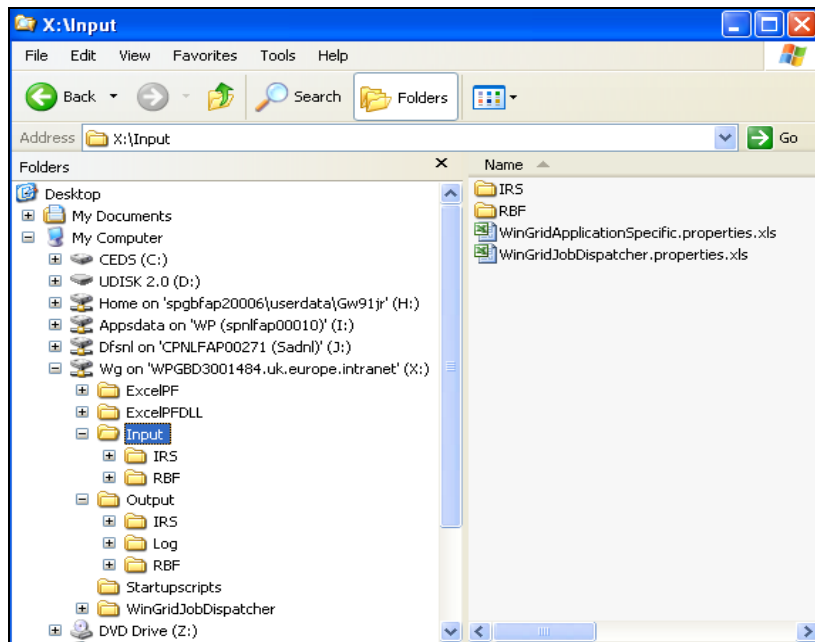 X:\Input
File Edit View Favorites Tools Help
Back Search Folders
Address X:\Input Go
Folders X Name
Desktop
My Documents
My Computer
CEDS (C:)
UDISK 2.0 (D:)
Home on 'spgbfap20006\userdata\Gw91jr' (H:)
Appsdata on 'WP (spnlfap00010)' (I:)
Dfsnl on 'CPNLFAP00271 (Sadnl)' (J:)
Wg on 'WPGBD3001484.uk.europe.intranet' (X:)
ExcelPF
ExcelPFDLL
Input
IRS
RBF
Output
IRS
Log
RBF
Startupscripts
WinGridJobDispatcher
DVD Drive (Z:)
IRS
RBF
WinGridApplicationSpecific.properties.xls
WinGridJobDispatcher.properties.xls